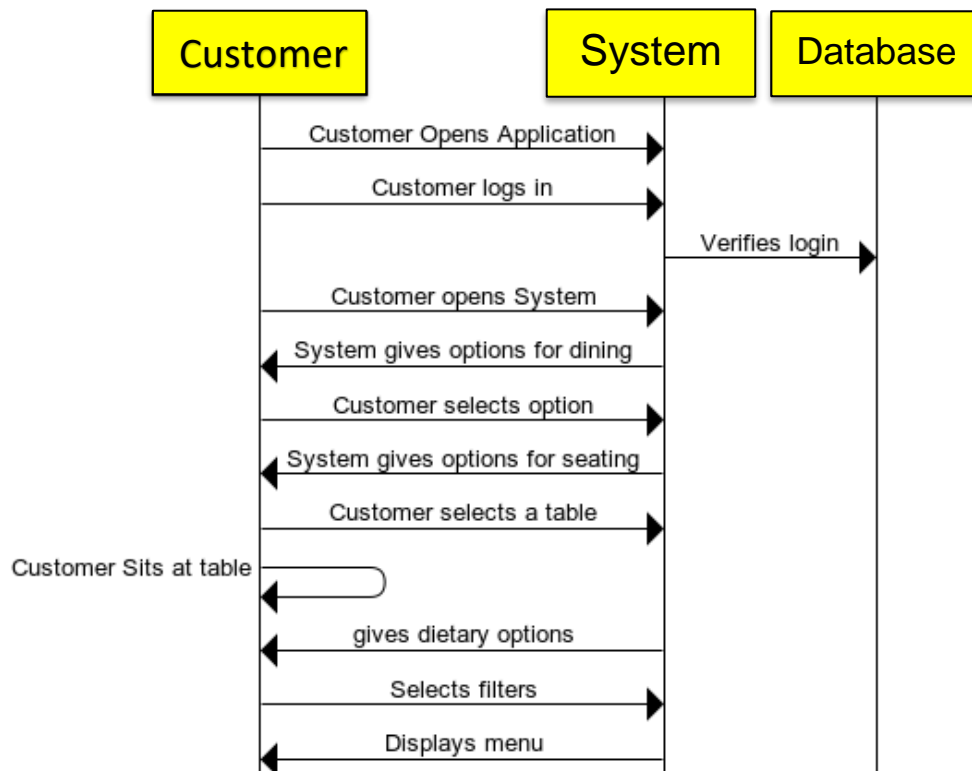 Customer
System
Database
Customer Opens Application
Customer logs in
Verifies login
Customer opens System
System gives options for dining
Customer selects option
System gives options for seating
Customer selects a table
Customer Sits at table
gives dietary options
Selects filters
Displays menu